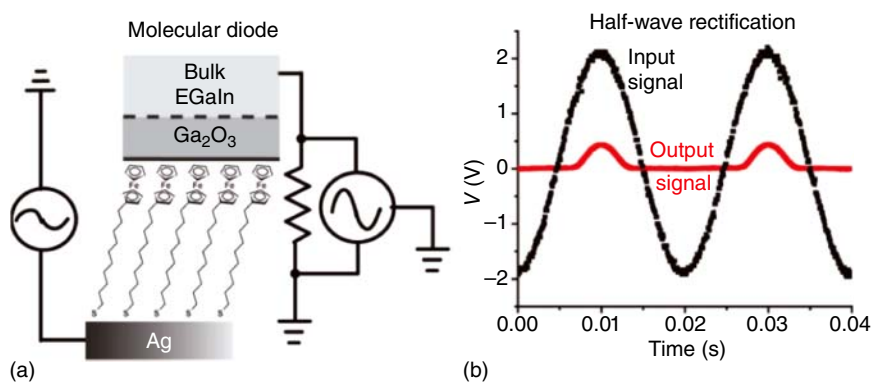 Molecular diode
Bulk
EGaIn
Ga₂O₃
Fe Fe Fe Fe Fe
S S S S S
Ag
(a)
Half-wave rectification
Input
signal
Output
signal
V (V)
2
1
0
–1
–2
0.00 0.01 0.02 0.03 0.04
Time (s)
(b)